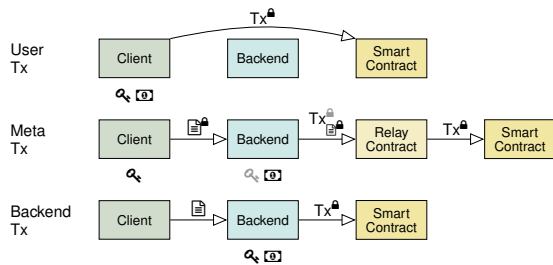 Tx
User
Tx
Client
Backend
Smart
Contract
Meta
Tx
Client
Backend
Tx
Relay
Contract
Tx
Smart
Contract
Backend
Tx
Client
Backend
Tx
Smart
Contract